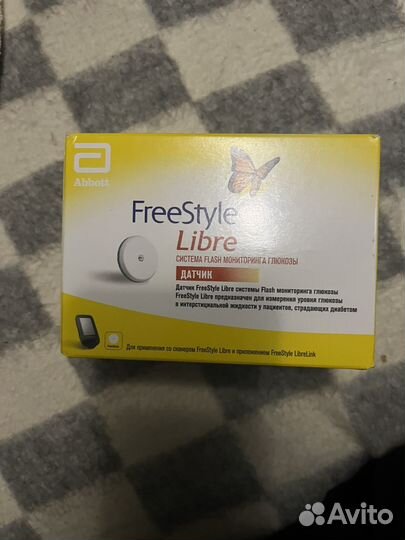 Abbott
FreeStyle
Libre
СИСТЕМА FLASH МОНИТОРИНГА ГЛЮКОЗЫ
ДАТЧИК
Датчик FreeStyle Libre системы Flash мониторинга глюкозы
FreeStyle Libre предназначен для измерения уровня глюкозы
в интерстициальной жидкости у пациентов, страдающих диабетом
Для применения со сканером FreeStyle Libre и приложением FreeStyle LibreLink
Avito